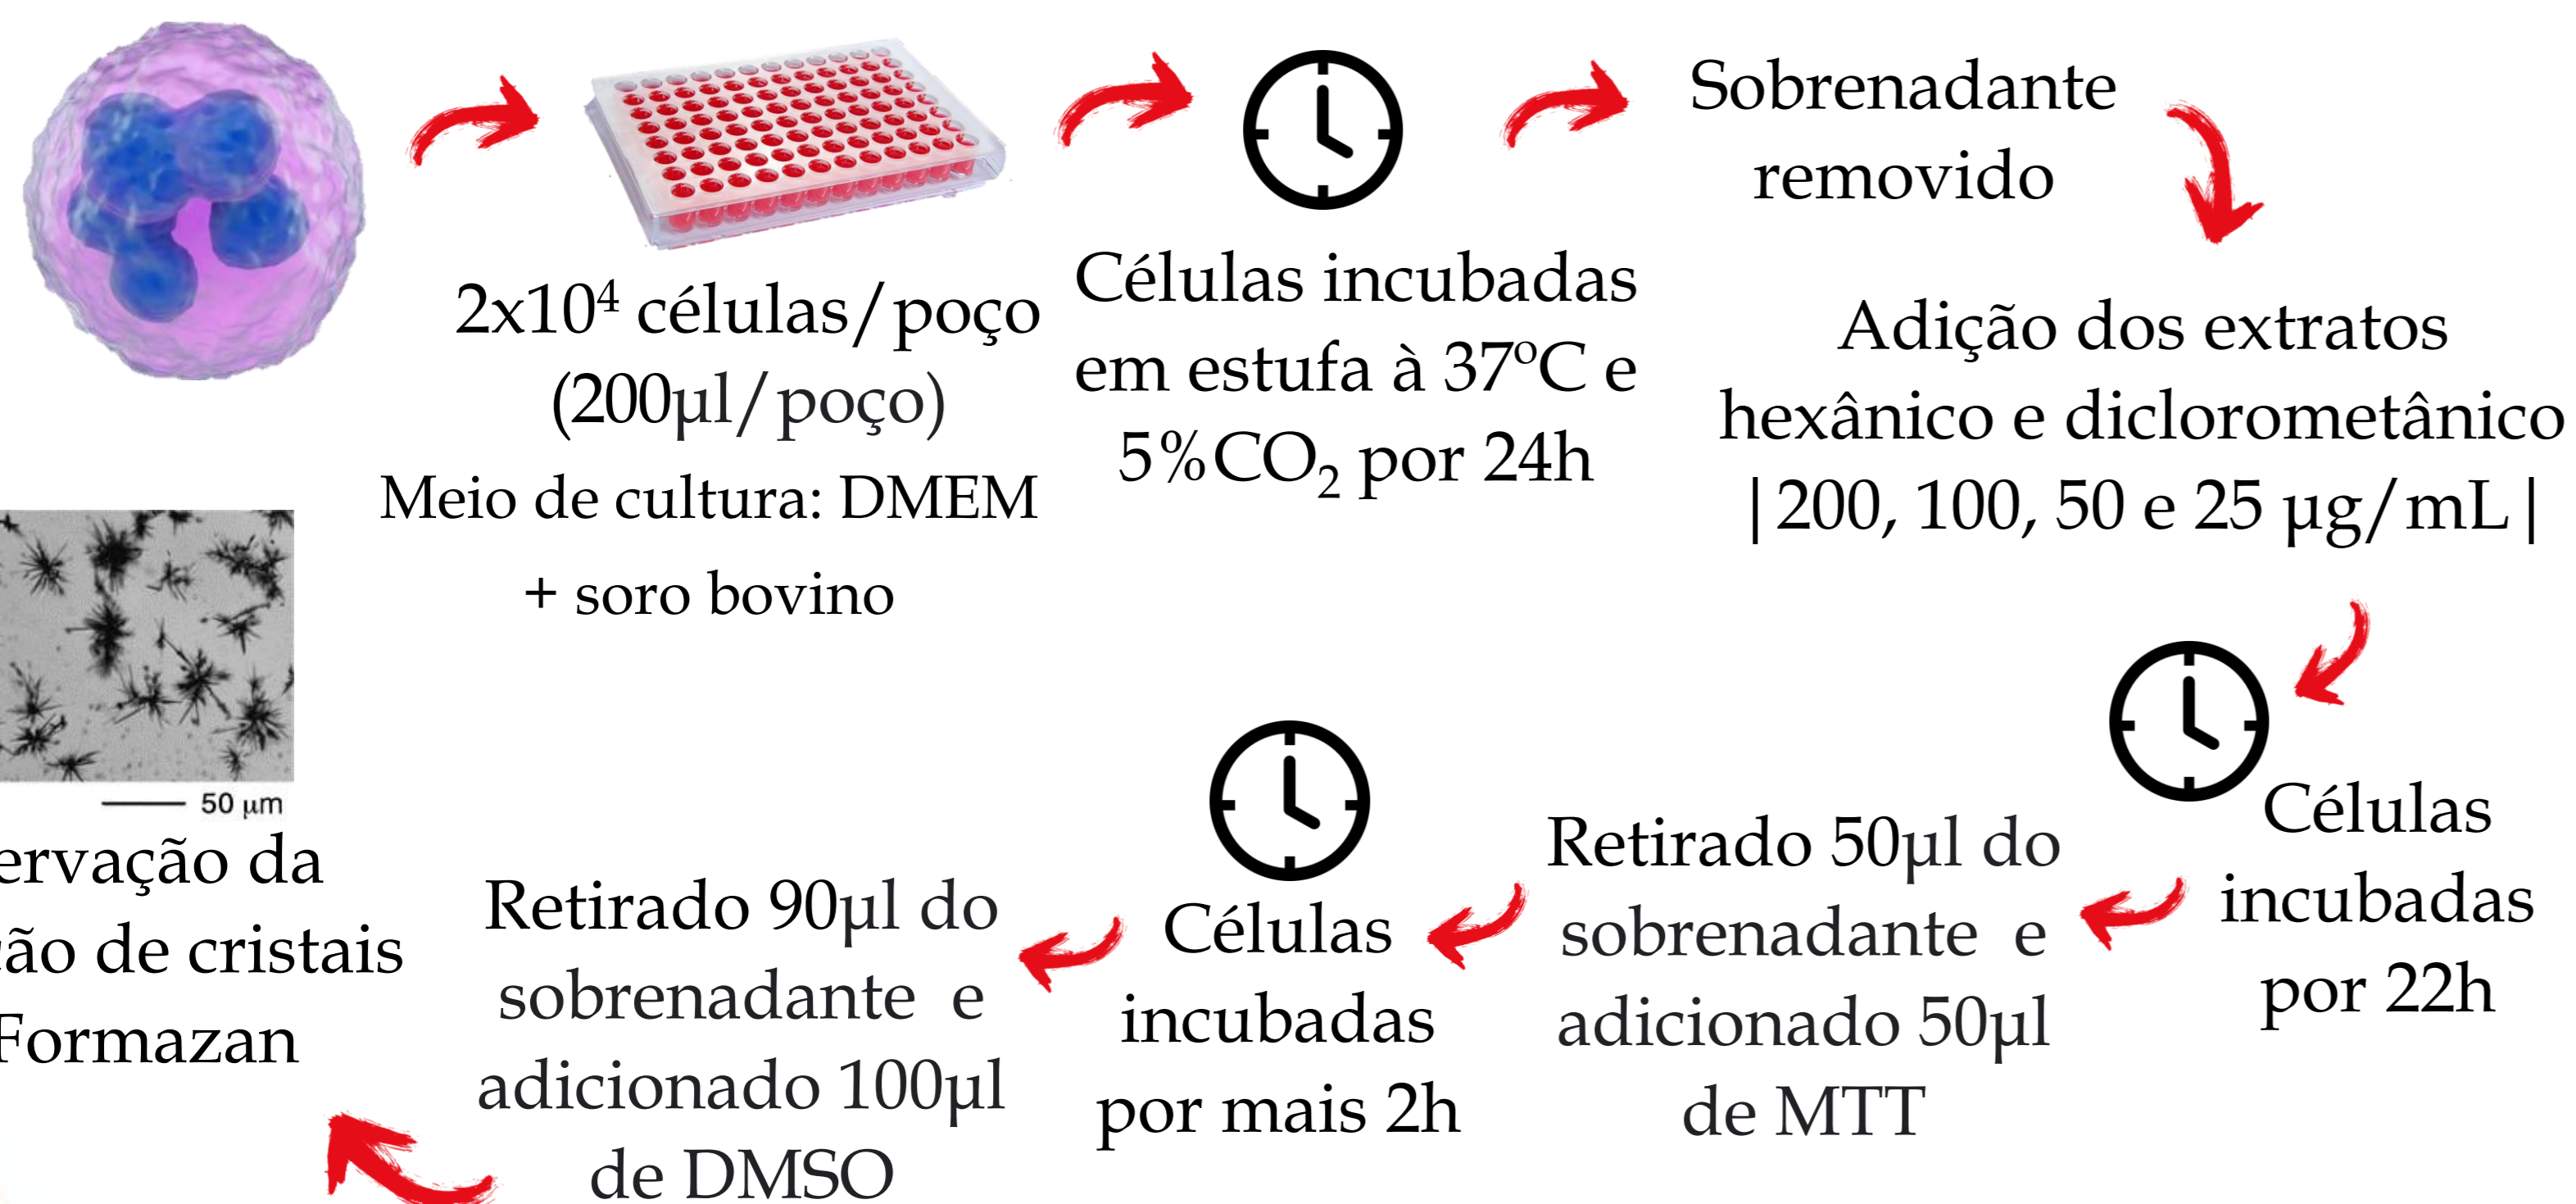 2x10⁴ células/poço
(200µl/poço)
Meio de cultura: DMEM
+ soro bovino
Células incubadas
em estufa à 37ºC e
5%CO₂ por 24h
Sobrenadante
removido
Adição dos extratos
hexânico e diclorometânico
|200, 100, 50 e 25 µg/mL|
Células
incubadas
por 22h
Retirado 50µl do
sobrenadante e
adicionado 50µl
de MTT
Células
incubadas
por mais 2h
Retirado 90µl do
sobrenadante e
adicionado 100µl
de DMSO
50 µm
da
de cristais
Formazan